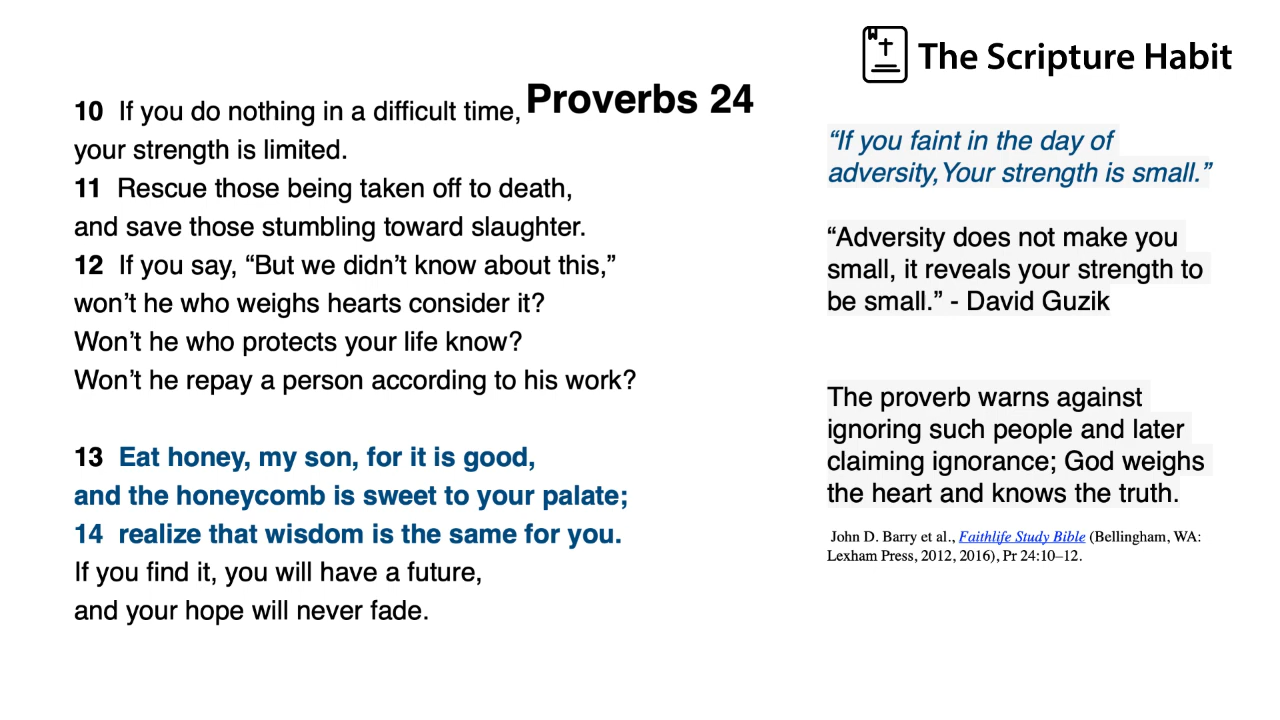 The Scripture Habit
Proverbs 24
10 If you do nothing in a difficult time,
your strength is limited.
11 Rescue those being taken off to death,
and save those stumbling toward slaughter.
12 If you say, “But we didn’t know about this,”
won’t he who weighs hearts consider it?
Won’t he who protects your life know?
Won’t he repay a person according to his work?
13 Eat honey, my son, for it is good,
and the honeycomb is sweet to your palate;
14 realize that wisdom is the same for you.
If you find it, you will have a future,
and your hope will never fade.
“If you faint in the day of
adversity,Your strength is small.”
“Adversity does not make you
small, it reveals your strength to
be small.” - David Guzik
The proverb warns against
ignoring such people and later
claiming ignorance; God weighs
the heart and knows the truth.
John D. Barry et al., Faithlife Study Bible (Bellingham, WA:
Lexham Press, 2012, 2016), Pr 24:10–12.